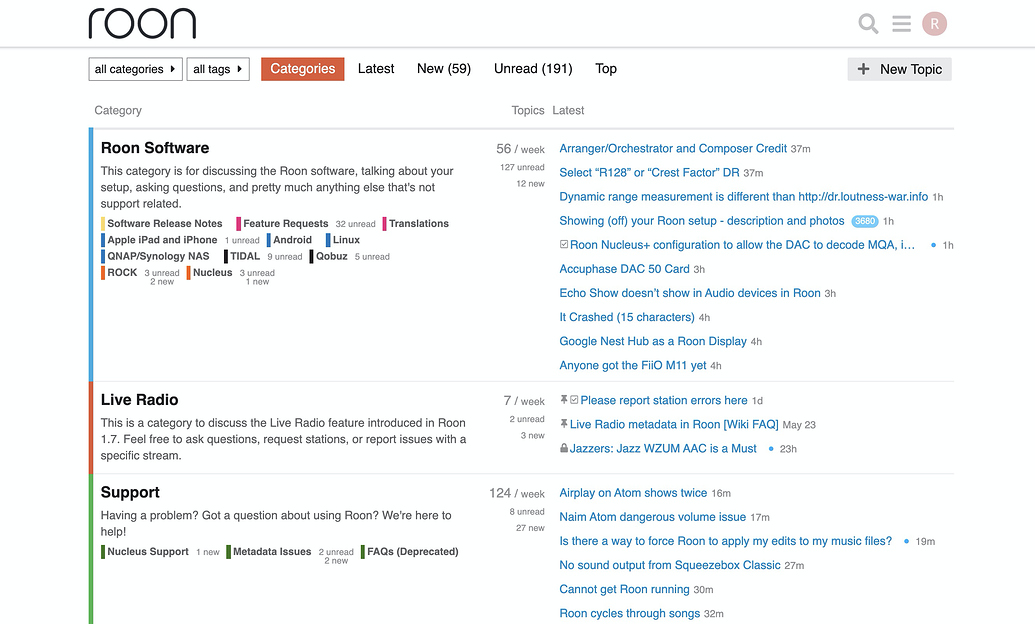 roon
R
all categories all tags Categories Latest New (59) Unread (191) Top + New Topic
Category Topics Latest
Roon Software
This category is for discussing the Roon software, talking about your
setup, asking questions, and pretty much anything else that's not
support related.
Software Release Notes Feature Requests 32 unread Translations
Apple iPad and iPhone 1 unread Android Linux
QNAP/Synology NAS TIDAL 9 unread Qobuz 5 unread
ROCK 3 unread Nucleus 3 unread
2 new 1 new
56 / week
127 unread
12 new
Arranger/Orchestrator and Composer Credit 37m
Select “R128” or “Crest Factor” DR 37m
Dynamic range measurement is different than http://dr.loutness-war.info 1h
Showing (off) your Roon setup - description and photos 3680 1h
Roon Nucleus+ configuration to allow the DAC to decode MQA, i… 1h
Accuphase DAC 50 Card 3h
Echo Show doesn’t show in Audio devices in Roon 3h
It Crashed (15 characters) 4h
Google Nest Hub as a Roon Display 4h
Anyone got the FiiO M11 yet 4h
Live Radio
This is a category to discuss the Live Radio feature introduced in Roon
1.7. Feel free to ask questions, request stations, or report issues with a
specific stream.
7 / week
2 unread
3 new
Please report station errors here 1d
Live Radio metadata in Roon [Wiki FAQ] May 23
Jazzers: Jazz WZUM AAC is a Must 23h
Support
Having a problem? Got a question about using Roon? We're here to
help!
Nucleus Support 1 new Metadata Issues 2 unread FAQs (Deprecated)
2 new
124 / week
8 unread
27 new
Airplay on Atom shows twice 16m
Naim Atom dangerous volume issue 17m
Is there a way to force Roon to apply my edits to my music files? 19m
No sound output from Squeezebox Classic 27m
Cannot get Roon running 30m
Roon cycles through songs 32m